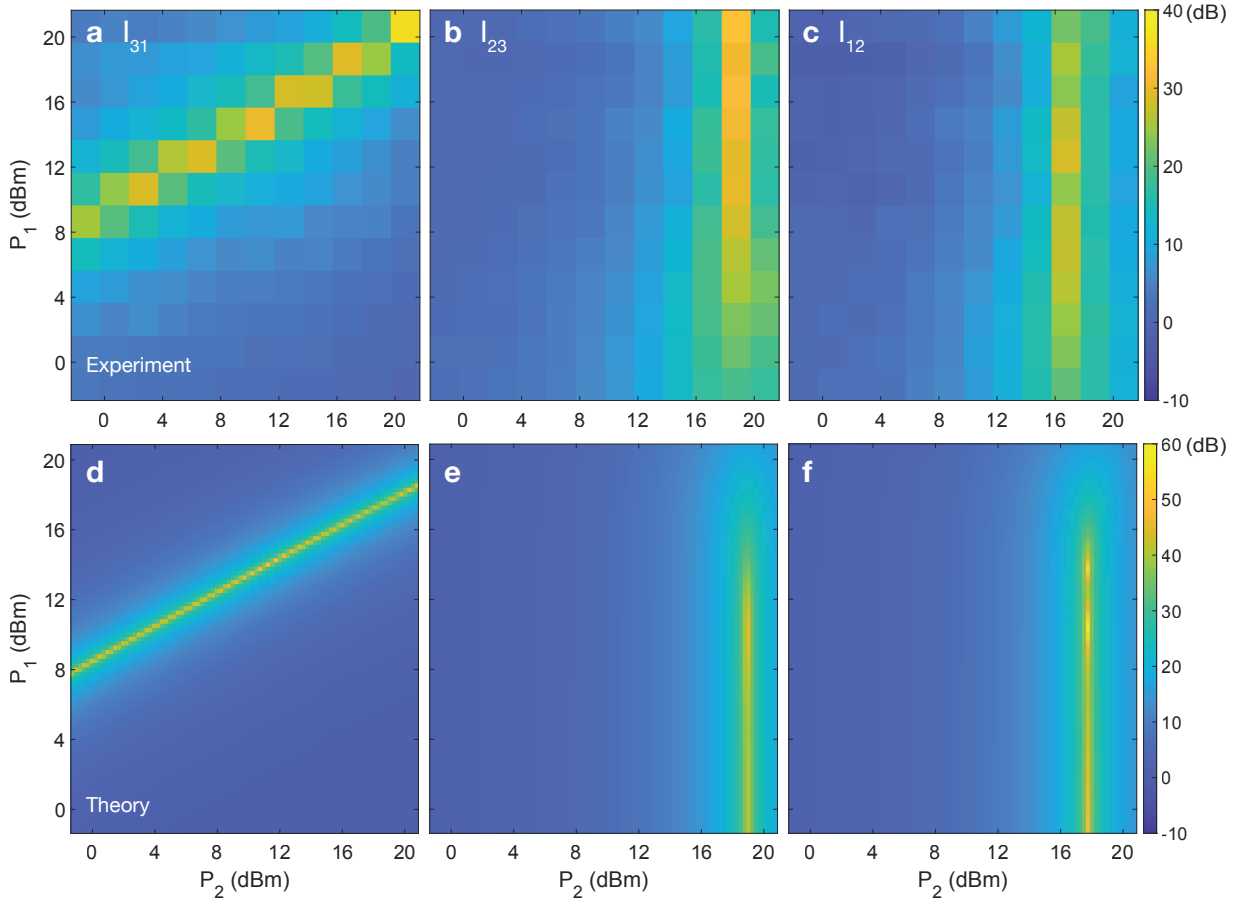 a I₃₁
b I₂₃
c I₁₂
40 (dB)
30
20
10
0
-10
20
16
12
8
4
0
P₁ (dBm)
Experiment
0 4 8 12 16 20
0 4 8 12 16 20
0 4 8 12 16 20
d
e
f
60 (dB)
50
40
30
20
10
0
-10
20
16
12
8
4
0
P₁ (dBm)
Theory
0 4 8 12 16 20
0 4 8 12 16 20
0 4 8 12 16 20
P₂ (dBm)
P₂ (dBm)
P₂ (dBm)